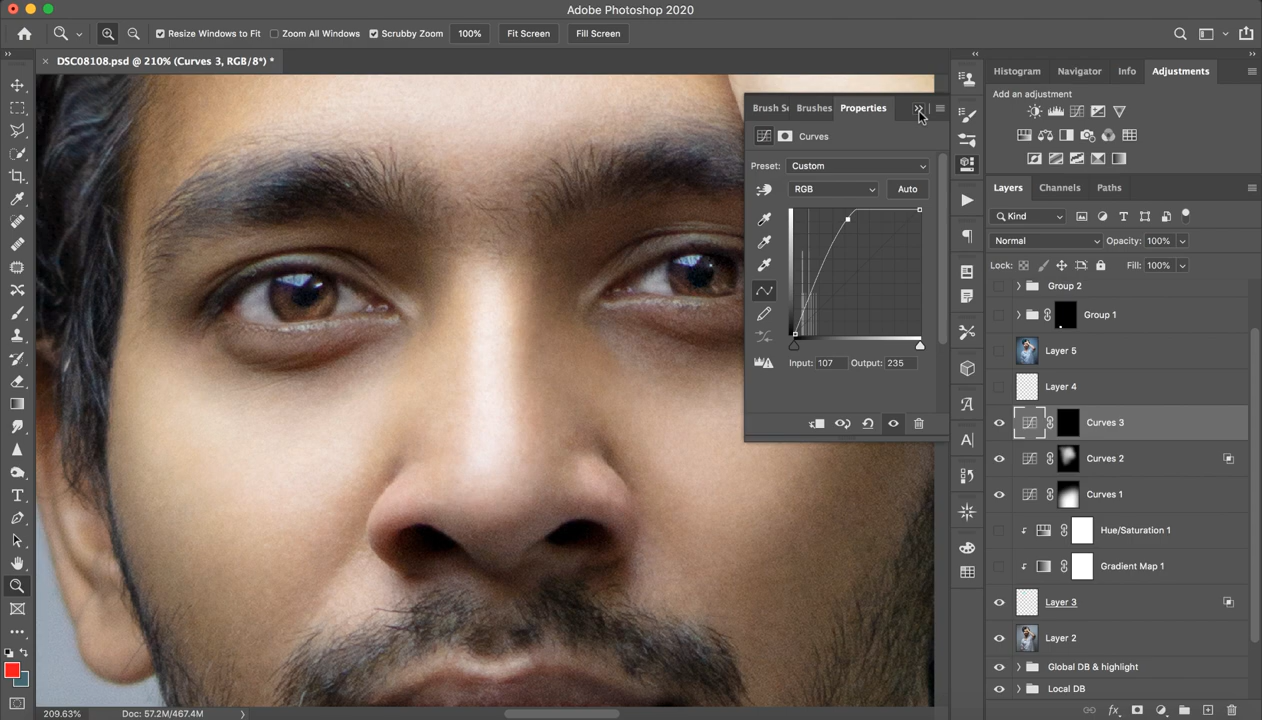 Adobe Photoshop 2020
Resize Windows to Fit Zoom All Windows Scrubby Zoom 100% Fit Screen Fill Screen
DSC08108.psd @ 210% (Curves 3, RGB/8*) *
Histogram Navigator Info Adjustments
Add an adjustment
Brush Se Brushes Properties
Curves
Preset: Custom
RGB Auto
Input: 107 Output: 235
Layers Channels Paths
Kind
Normal Opacity: 100%
Lock: Fill: 100%
Group 2
Group 1
Layer 5
Layer 4
Curves 3
Curves 2
Curves 1
Hue/Saturation 1
Gradient Map 1
Layer 3
Layer 2
Global DB & highlight
Local DB
209.63% Doc: 57.2M/467.4M